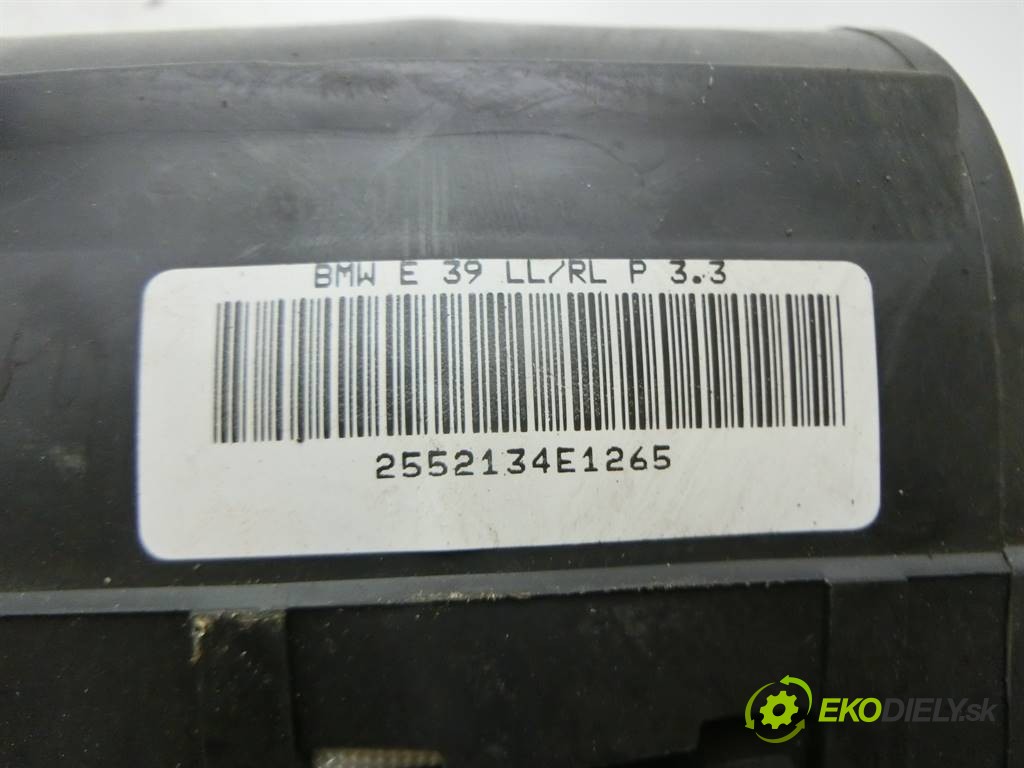 BMW E 39 LL/RL P 3.3
2552134E1265
EKODIELY.sk